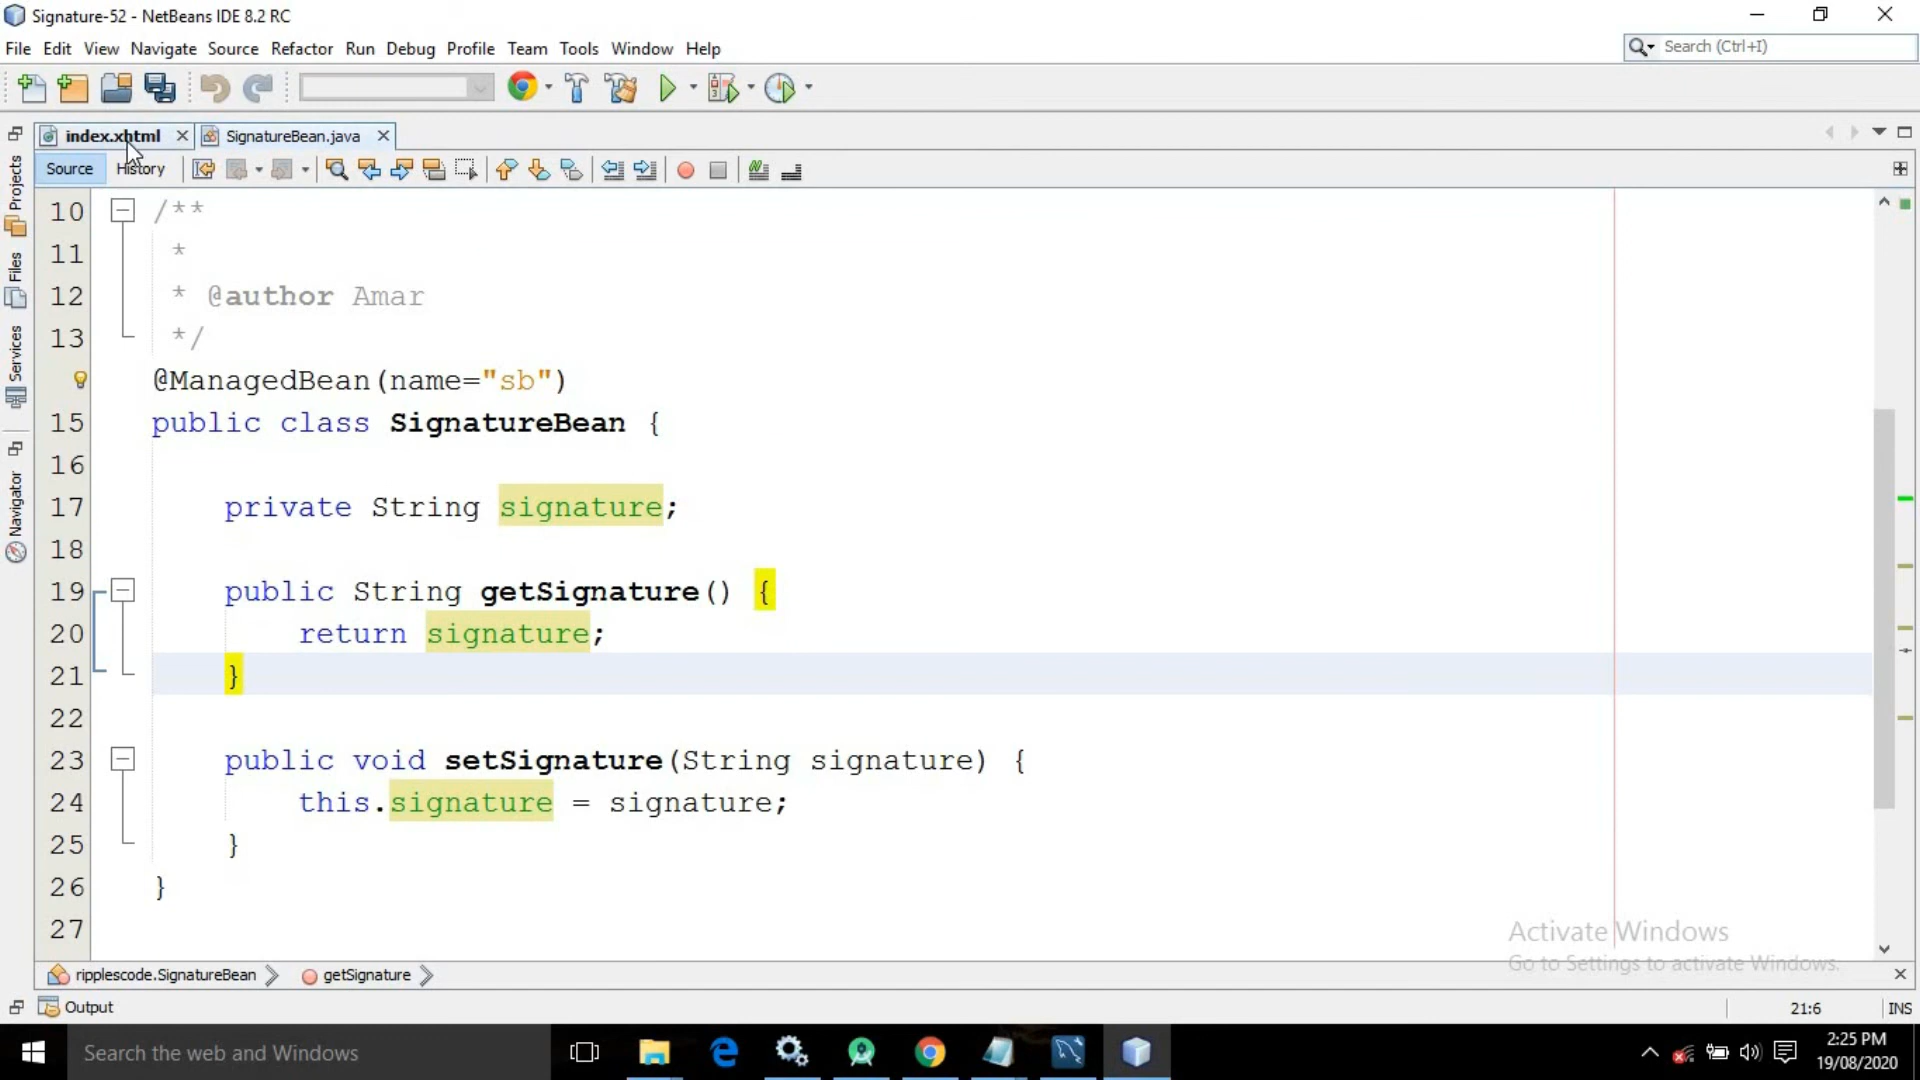 Signature-52 - NetBeans IDE 8.2 RC
File Edit View Navigate Source Refactor Run Debug Profile Team Tools Window Help
Search (Ctrl+I)
index.xhtml
SignatureBean.java
Source History
Projects
Files
Services
Navigator
10 /**
11 *
12 * @author Amar
13 */
@ManagedBean(name="sb")
15 public class SignatureBean {
16
17 private String signature;
18
19 public String getSignature() {
20 return signature;
21 }
22
23 public void setSignature(String signature) {
24 this.signature = signature;
25 }
26 }
27
Activate Windows
Go to Settings to activate Windows.
ripplescode.SignatureBean getSignature
Output
21:6 INS
Search the web and Windows
2:25 PM
19/08/2020